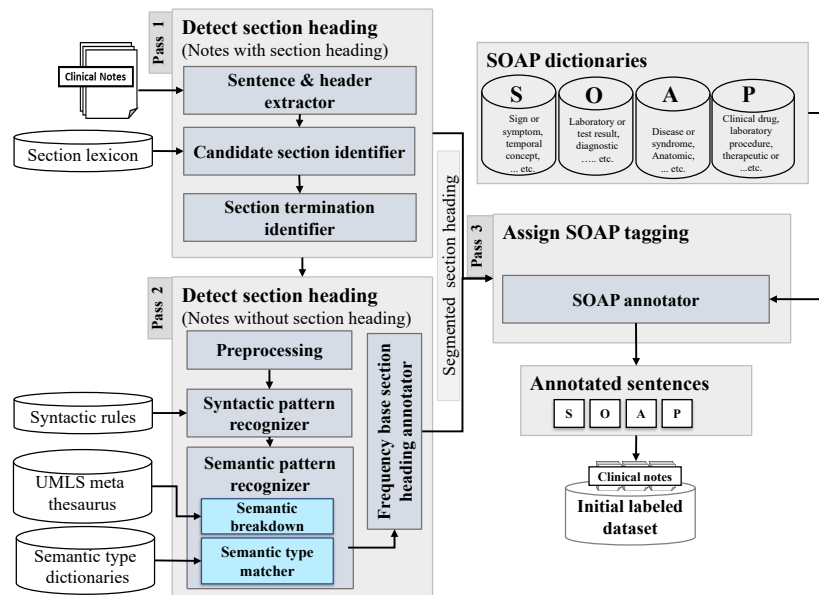 Pass 1
Detect section heading
(Notes with section heading)
Clinical Notes
Sentence & header
extractor
Section lexicon
Candidate section identifier
Section termination
identifier
Pass 2
Detect section heading
(Notes without section heading)
Preprocessing
Syntactic rules
Syntactic pattern
recognizer
Semantic pattern
recognizer
UMLS meta
thesaurus
Semantic
breakdown
Semantic type
dictionaries
Semantic type
matcher
Frequency base section
heading annotator
Segmented section heading
SOAP dictionaries
S
Sign or
symptom,
temporal
concept,
... etc.
O
Laboratory or
test result,
diagnostic
….. etc.
A
Disease or
syndrome,
Anatomic,
... etc.
P
Clinical drug,
laboratory
procedure,
therapeutic or
...etc.
Pass 3
Assign SOAP tagging
SOAP annotator
Annotated sentences
S O A P
Clinical notes
Initial labeled
dataset